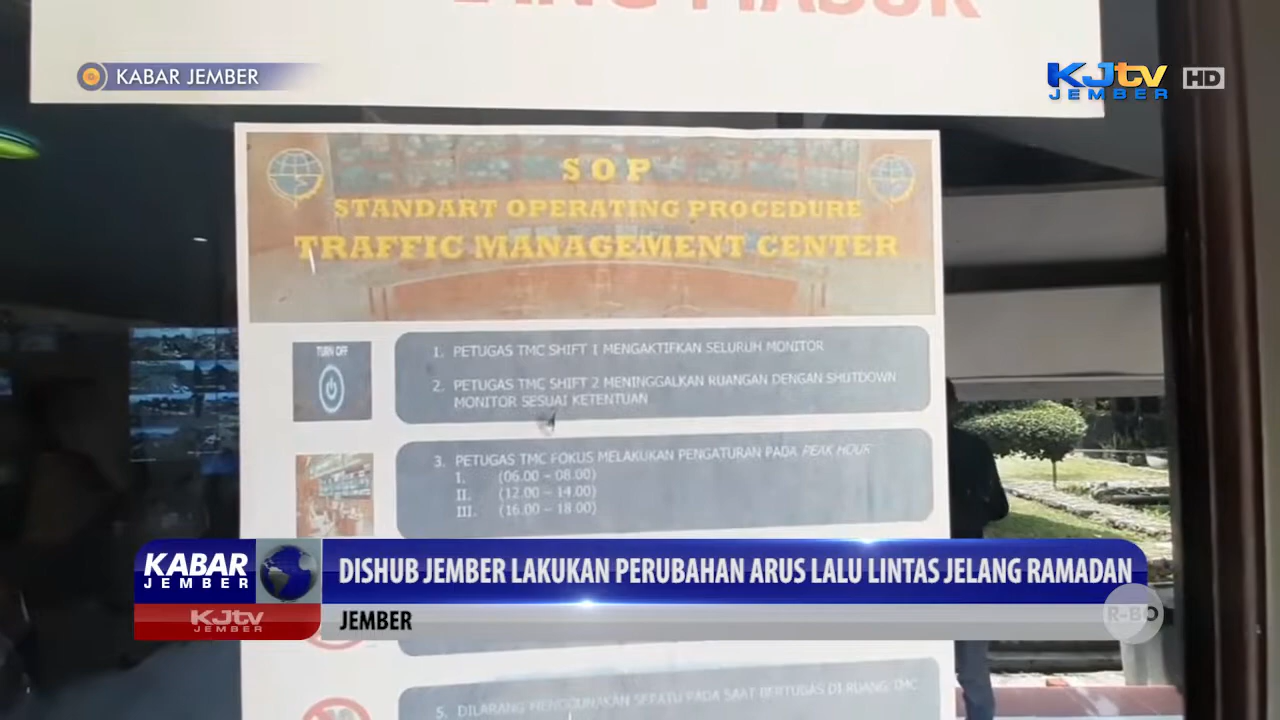 YANG MASUK
KABAR JEMBER
KJtv
JEMBER
HD
SOP
STANDART OPERATING PROCEDURE
TRAFFIC MANAGEMENT CENTER
TURN OFF
1. PETUGAS TMC SHIFT I MENGAKTIFKAN SELURUH MONITOR
2. PETUGAS TMC SHIFT 2 MENINGGALKAN RUANGAN DENGAN SHUTDOWN
MONITOR SESUAI KETENTUAN
3. PETUGAS TMC FOKUS MELAKUKAN PENGATURAN PADA PEAK HOUR
I. (06.00 – 08.00)
II. (12.00 – 14.00)
III. (16.00 – 18.00)
KABAR
JEMBER
DISHUB JEMBER LAKUKAN PERUBAHAN ARUS LALU LINTAS JELANG RAMADAN
KJtv
JEMBER
JEMBER
R-BO
5. DILARANG MENGGUNAKAN SEPATU PADA SAAT BERTUGAS DI RUANG TMC